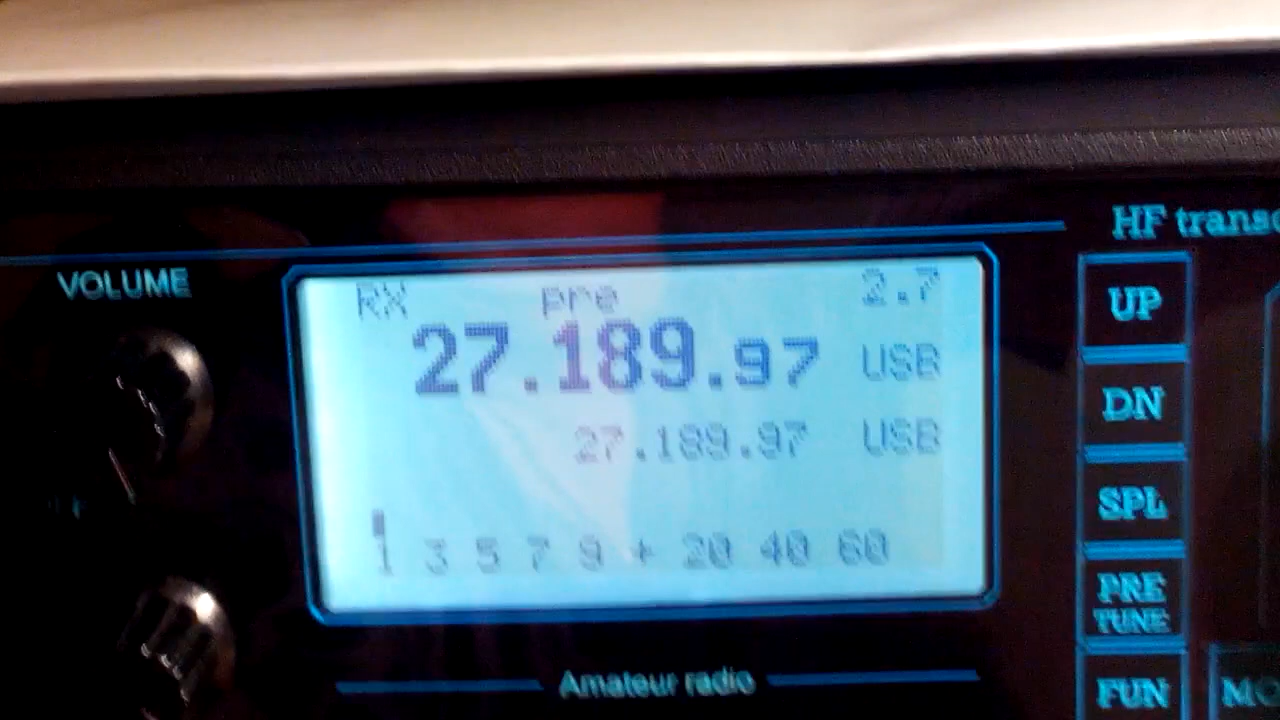 HF trans
VOLUME
RX pre 2.7
27.189.97 USB
27.189.97 USB
1 3 5 7 9 + 20 40 60
UP
DN
SPL
PRE
TUNE
FUN
Amateur radio